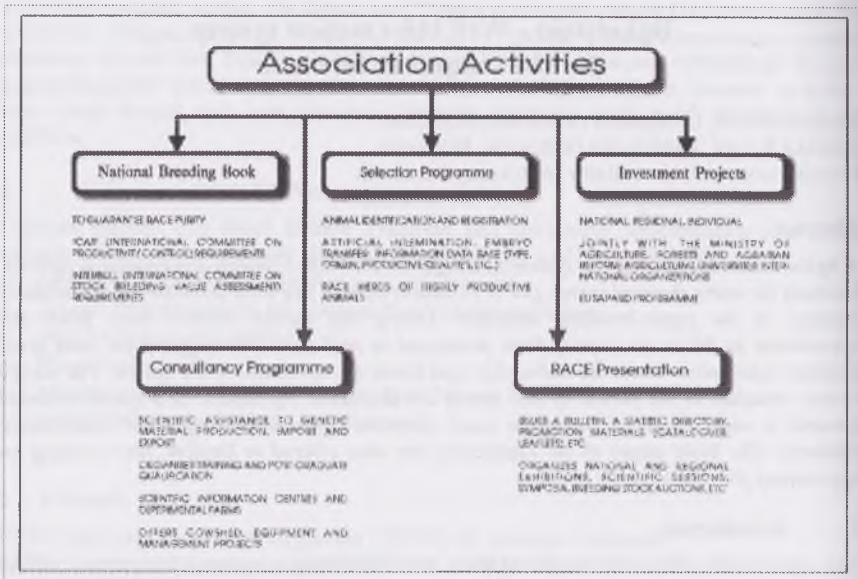 Association Activities
National Breeding Book
TO GUARANTEE RACE PURITY
(INTERNATIONAL COMMITTEE ON
PRODUCTIVITY CONTROL) REQUIREMENTS
(INTERNATIONAL COMMITTEE ON
STOCK BREEDING VALUE ASSESSMENT)
REQUIREMENTS
Selection Programme
ANIMAL IDENTIFICATION AND REGISTRATION
ARTIFICIAL INSEMINATION, EMBRYO
TRANSFER, INFORMATION DATA BASE (TYPE,
ORIGIN, PRODUCTIVE QUALITIES, ETC.)
RACE HERDS OF HIGHLY PRODUCTIVE
ANIMALS
Investment Projects
NATIONAL, REGIONAL, INDIVIDUAL
JOINTLY WITH THE MINISTRY OF
AGRICULTURE, FORESTS AND AGRARIAN
REFORM, AGRICULTURAL UNIVERSITIES INTER-
NATIONAL ORGANIZATIONS
EU SAPARD PROGRAMME
Consultancy Programme
SCIENTIFIC ASSISTANCE TO GENETIC
MATERIAL PRODUCTION, IMPORT AND
EXPORT
ORGANISES TRAINING AND POST GRADUATE
QUALIFICATION
SCIENTIFIC INFORMATION CENTRES AND
EXPERIMENTAL FARMS
OFFERS COWSHED, EQUIPMENT AND
MANAGEMENT PROJECTS
RACE Presentation
ISSUES A BULLETIN, A STATISTIC DIRECTORY,
PROMOTION MATERIALS (CATALOGUES,
LEAFLETS), ETC.
ORGANIZES NATIONAL AND REGIONAL
EXHIBITIONS, SCIENTIFIC SESSIONS,
SYMPOSIA, BREEDING STOCK AUCTIONS, ETC.